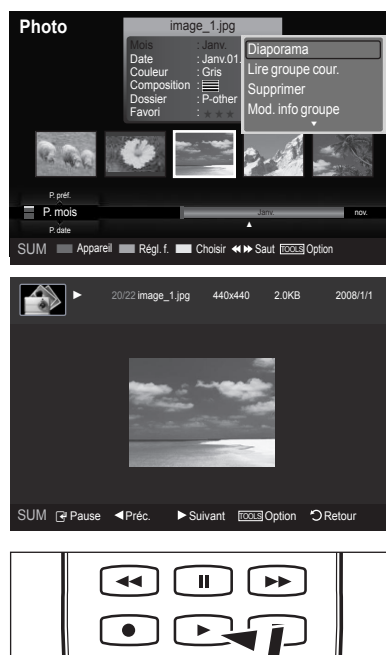 Photo
image_1.jpg
Mois : Janv.
Date : Janv.01.
Couleur : Gris
Composition :
Dossier : P-other
Favori : ★★★
Diaporama
Lire groupe cour.
Supprimer
Mod. info groupe
P. préf.
P. mois
Janv.
nov.
P. date
SUM Appareil Régl. f. Choisir Saut TOOLS Option
20/22 image_1.jpg 440x440 2.0KB 2008/1/1
SUM Pause Préc. Suivant TOOLS Option Retour